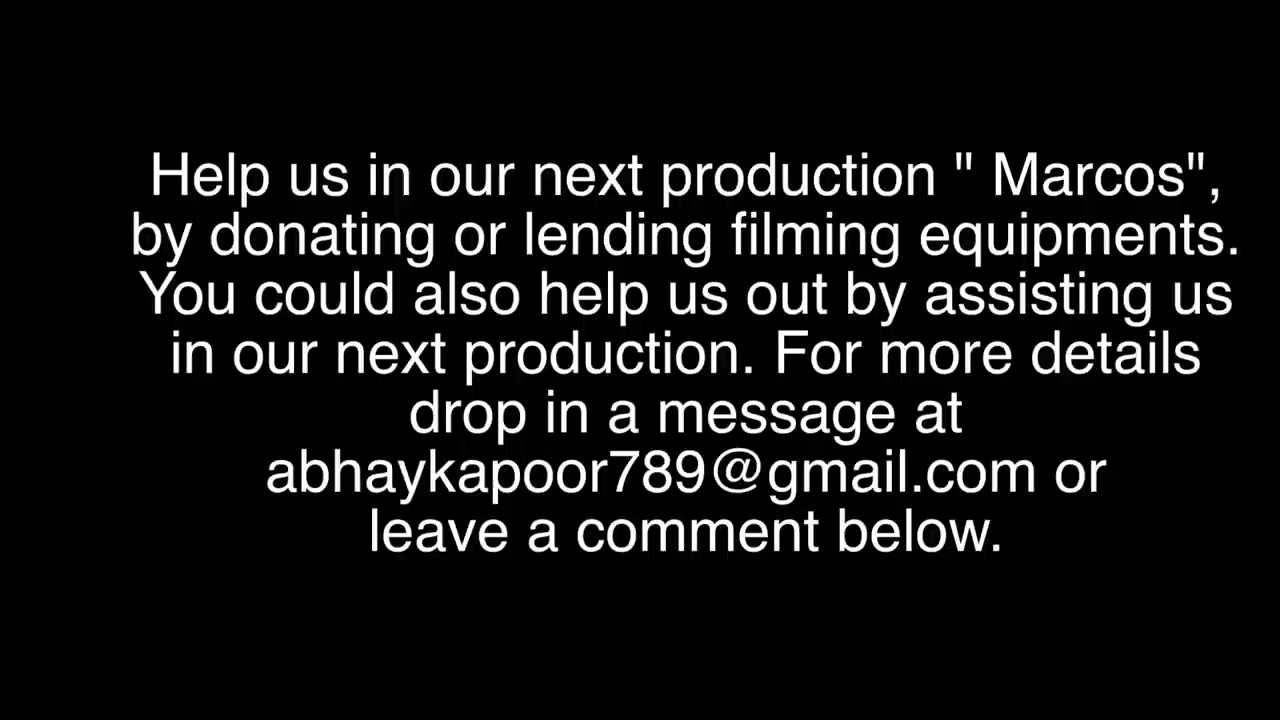 Help us in our next production " Marcos",
by donating or lending filming equipments.
You could also help us out by assisting us
in our next production. For more details
drop in a message at
abhaykapoor789@gmail.com or
leave a comment below.